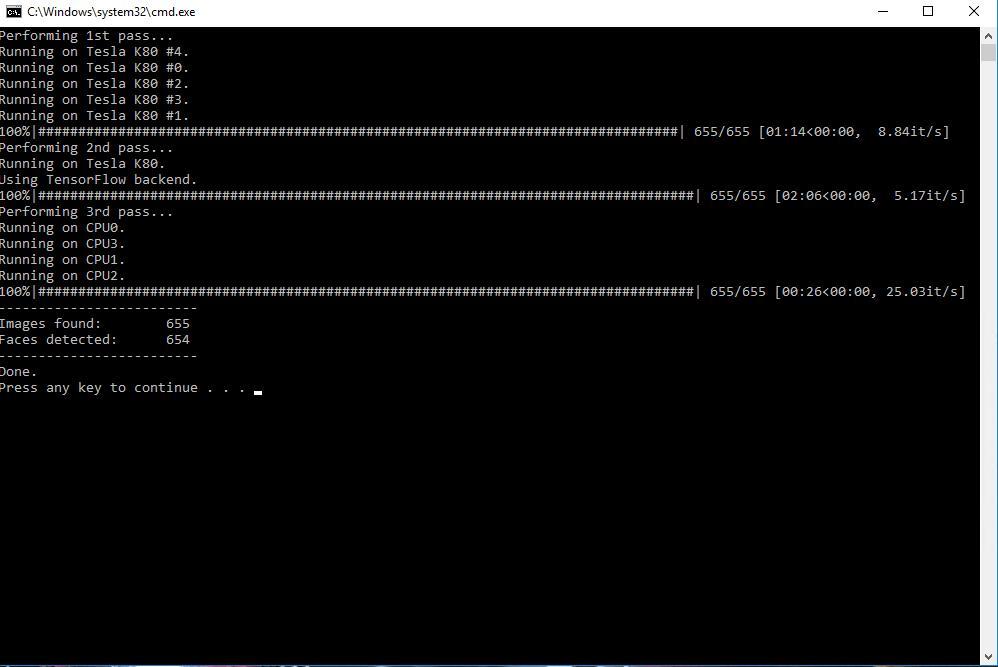 C:\Windows\system32\cmd.exe
Performing 1st pass...
Running on Tesla K80 #4.
Running on Tesla K80 #0.
Running on Tesla K80 #2.
Running on Tesla K80 #3.
Running on Tesla K80 #1.
100%|################################################################################| 655/655 [01:14<00:00,  8.84it/s]
Performing 2nd pass...
Running on Tesla K80.
Using TensorFlow backend.
100%|##################################################################################| 655/655 [02:06<00:00,  5.17it/s]
Performing 3rd pass...
Running on CPU0.
Running on CPU3.
Running on CPU1.
Running on CPU2.
100%|##################################################################################| 655/655 [00:26<00:00, 25.03it/s]
-------------------------
Images found:        655
Faces detected:      654
-------------------------
Done.
Press any key to continue . . .